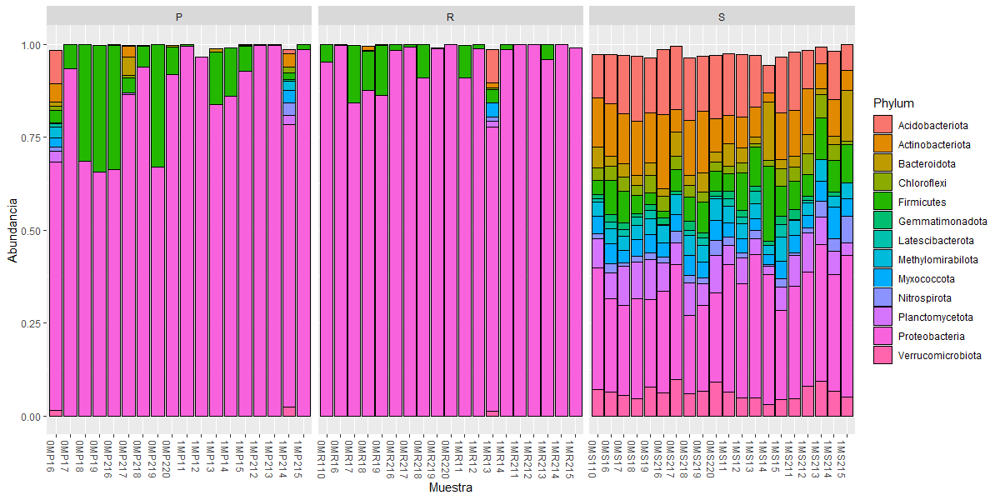 P
R
S
1.00
0.75
0.50
0.25
0.00
Abundancia
0MP16
0MP17
0MP18
0MP19
0MP216
0MP217
0MP218
0MP219
0MP20
1MP11
1MP12
1MP13
1MP14
1MP15
1MP212
1MP213
1MP214
1MP215
0MR110
0MR16
0MR17
0MR18
0MR19
0MR216
0MR217
0MR218
0MR219
0MR20
1MR11
1MR12
1MR13
1MR14
1MR211
1MR212
1MR213
1MR214
1MR215
0MS110
0MS16
0MS17
0MS18
0MS19
0MS216
0MS217
0MS218
0MS219
0MS20
1MS11
1MS12
1MS13
1MS14
1MS15
1MS211
1MS212
1MS213
1MS214
1MS215
Muestra
Phylum
Acidobacteriota
Actinobacteriota
Bacteroidota
Chloroflexi
Firmicutes
Gemmatimonadota
Latescibacterota
Methylomirabilota
Myxococcota
Nitrospirota
Planctomycetota
Proteobacteria
Verrucomicrobiota